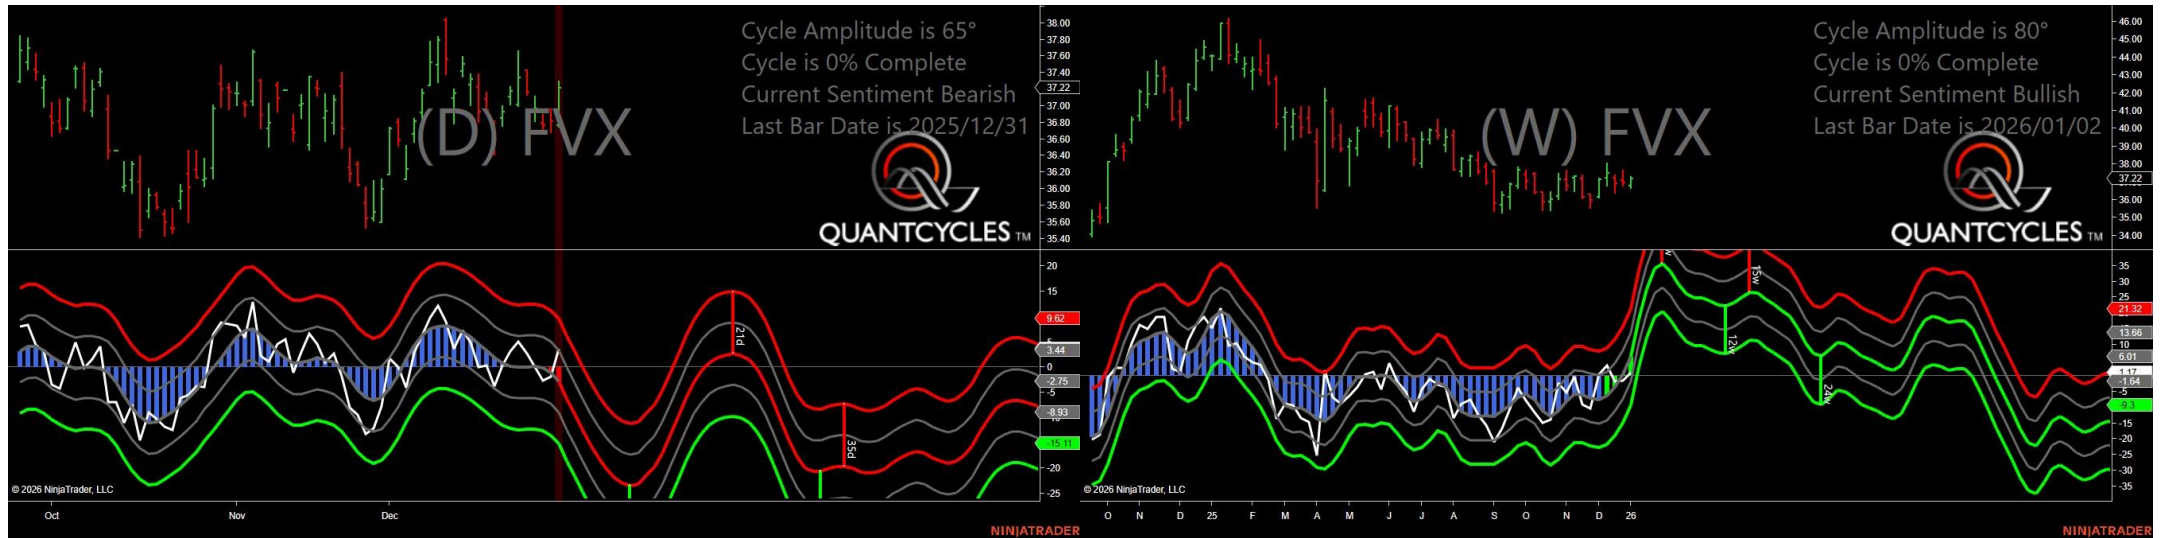 Cycle Amplitude is 65°
Cycle is 0% Complete
Current Sentiment Bearish
Last Bar Date is 2025/12/31
(D) FVX
QUANTCYCLES TM
38.00
37.80
37.60
37.40
37.22
37.00
36.80
36.60
36.40
36.20
36.00
35.80
35.60
35.40
20
15
9.62
3.44
0
-2.75
-5
-8.93
-15.11
-20
-25
21d
35d
© 2026 NinjaTrader, LLC
Oct Nov Dec
NINJATRADER
Cycle Amplitude is 80°
Cycle is 0% Complete
Current Sentiment Bullish
Last Bar Date is 2026/01/02
(W) FVX
QUANTCYCLES TM
46.00
45.00
44.00
43.00
42.00
41.00
40.00
39.00
38.00
37.22
36.00
35.00
34.00
35
30
25
21.32
13.66
10
6.01
1.17
-1.64
-5
-9.3
-15
-20
-25
-30
-35
15w
12w
24w
© 2026 NinjaTrader, LLC
O N D 25 F M A M J J A S O N D 26
NINJATRADER